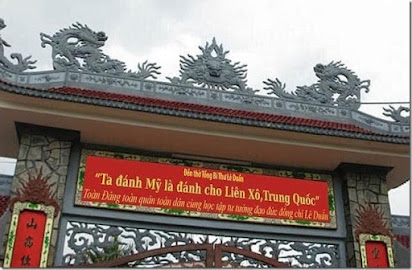 Đền thờ Tổng Bí Thư Lê Duẩn
“Ta đánh Mỹ là đánh cho Liên Xô,Trung Quốc”
Toàn Đảng toàn quân toàn dân cùng học tập tư tưởng đạo đức đồng chí Lê Duẩn
山